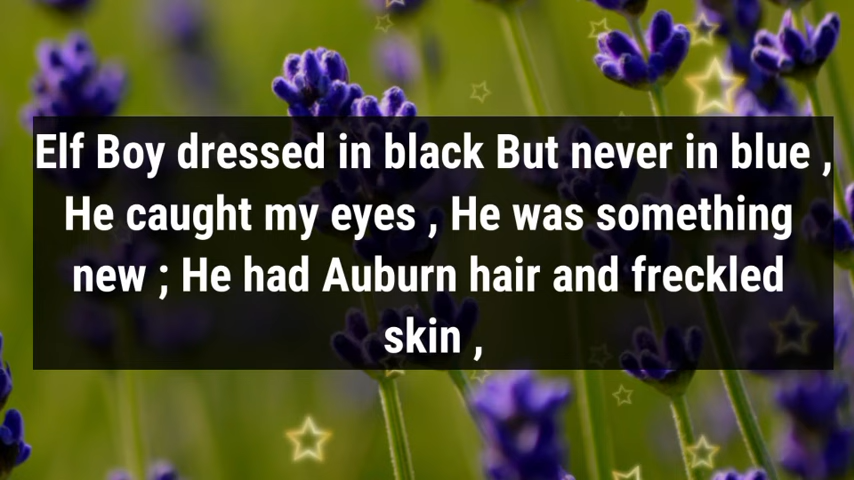 Elf Boy dressed in black But never in blue ,
He caught my eyes , He was something
new ; He had Auburn hair and freckled
skin ,